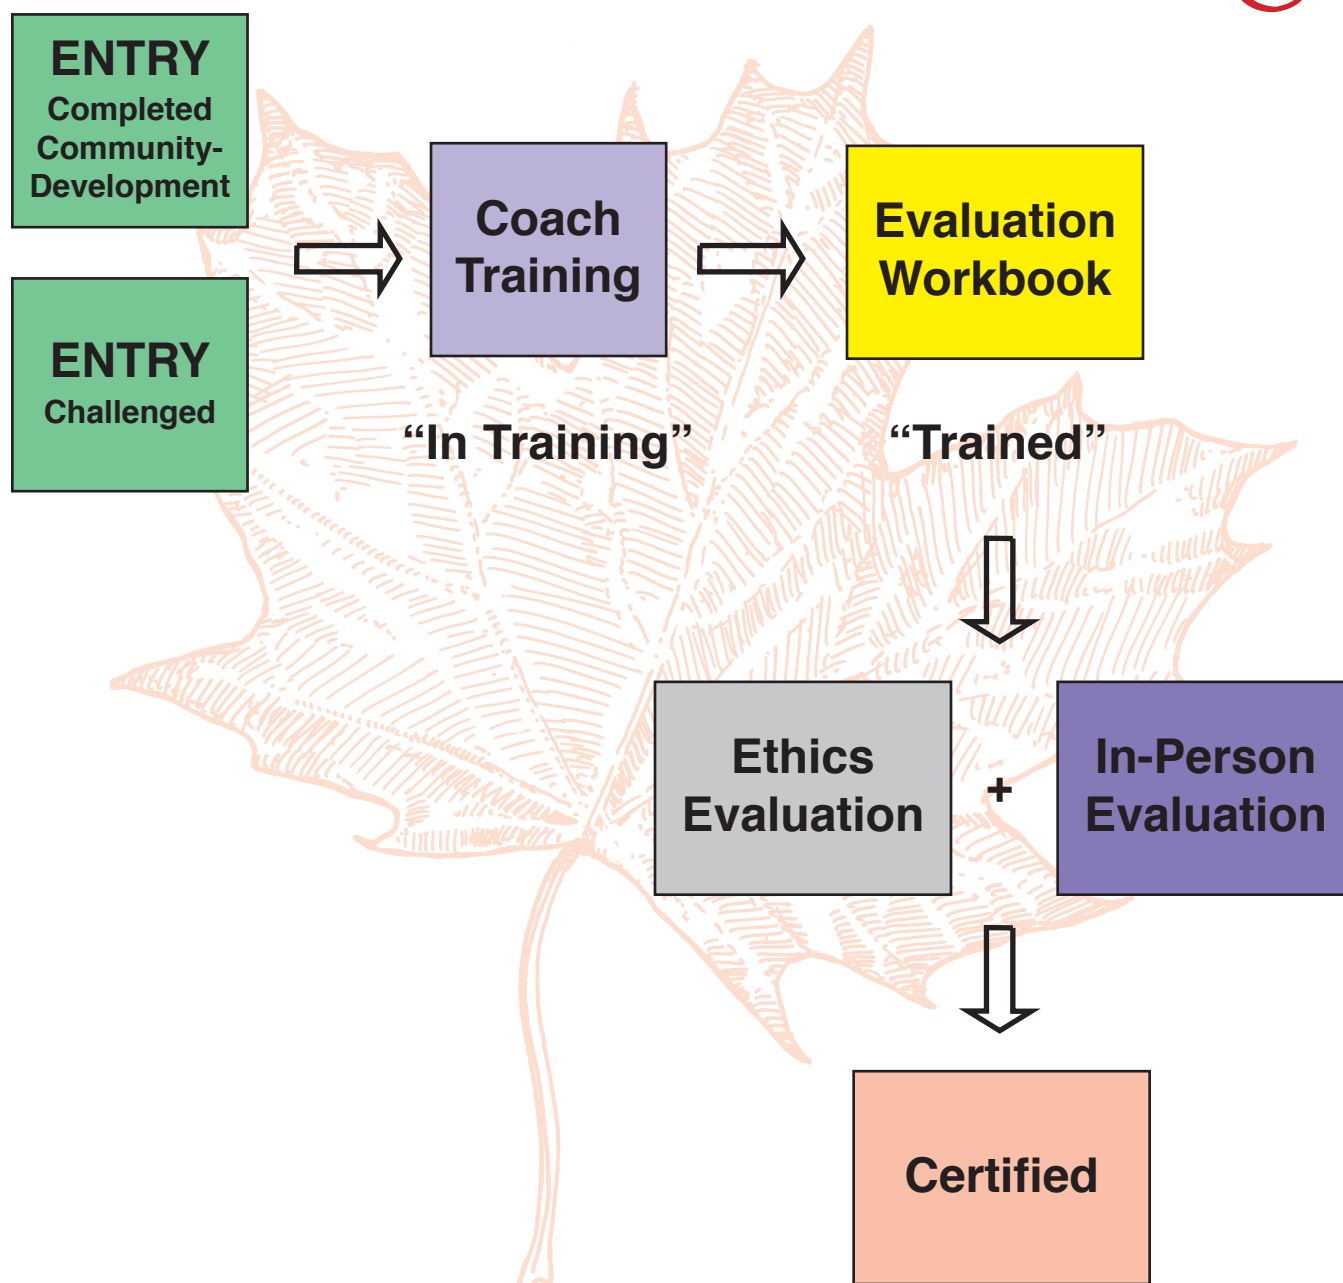 ENTRY
Completed
Community-
Development
ENTRY
Challenged
Coach
Training
“In Training”
Evaluation
Workbook
“Trained”
Ethics
Evaluation
+
In-Person
Evaluation
Certified